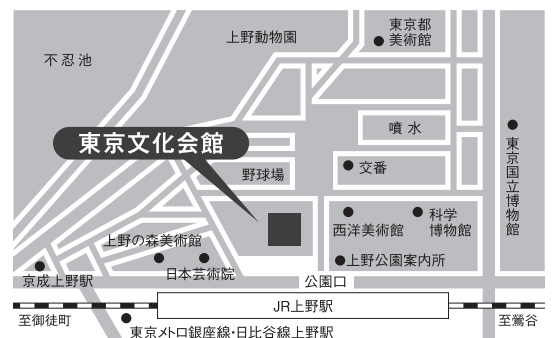 東京都
美術館
上野動物園
不忍池
噴水
東京文化会館
交番
野球場
東京国立博物館
西洋美術館
科学
博物館
上野の森美術館
日本芸術院
上野公園案内所
京成上野駅
公園口
JR上野駅
至御徒町
東京メトロ銀座線・日比谷線上野駅
至鶯谷